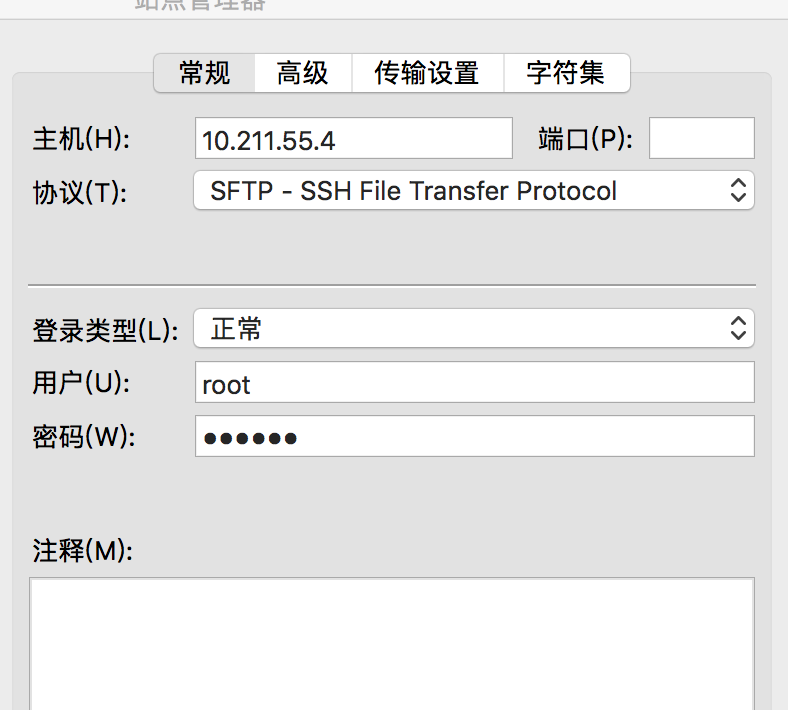 站点管理器
常规 高级 传输设置 字符集
主机(H): 10.211.55.4 端口(P):
协议(T): SFTP - SSH File Transfer Protocol
登录类型(L): 正常
用户(U): root
密码(W): ●●●●●●
注释(M):